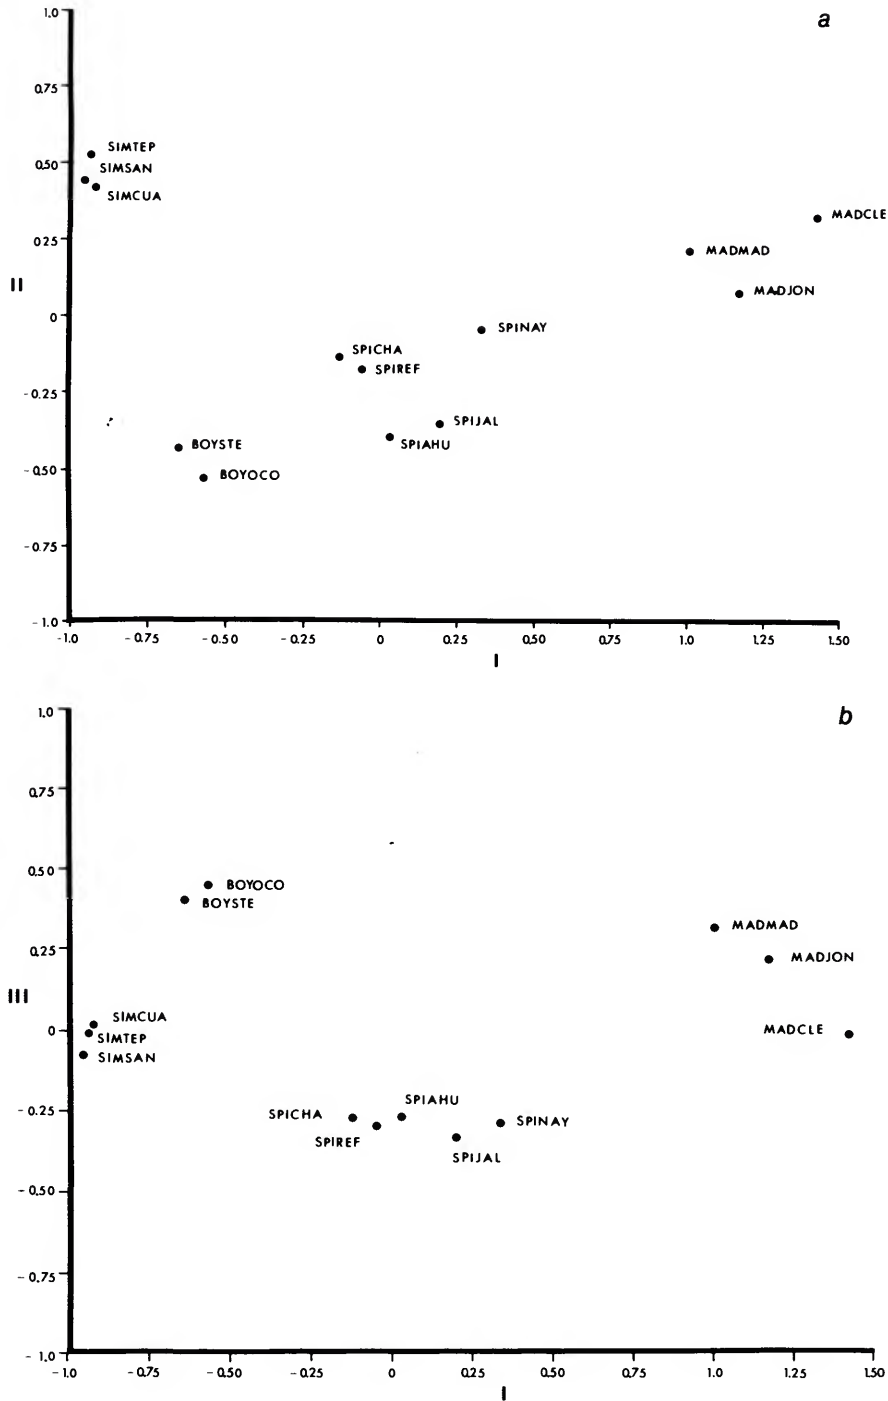 a
1.0
0.75
0.50
0.25
0
- 0.25
- 0.50
- 0.75
- 1.0
II
SIMTEP
SIMSAN
SIMCUA
MADCLE
MADMAD
MADJON
SPINAY
SPICHA
SPIREF
SPIJAL
SPIAHU
BOYSTE
BOYOCO
-1.0 - 0.75 - 0.50 - 0.25 0 0.25 0.50 0.75 1.0 1.25 1.50
I
b
1.0
0.75
0.50
0.25
0
- 0.25
- 0.50
- 0.75
- 1.0
III
BOYOCO
BOYSTE
MADMAD
MADJON
MADCLE
SIMCUA
SIMTEP
SIMSAN
SPIAHU
SPICHA
SPINAY
SPIREF
SPIJAL
-1.0 - 0.75 - 0.50 - 0.25 0 0.25 0.50 0.75 1.0 1.25 1.50
I